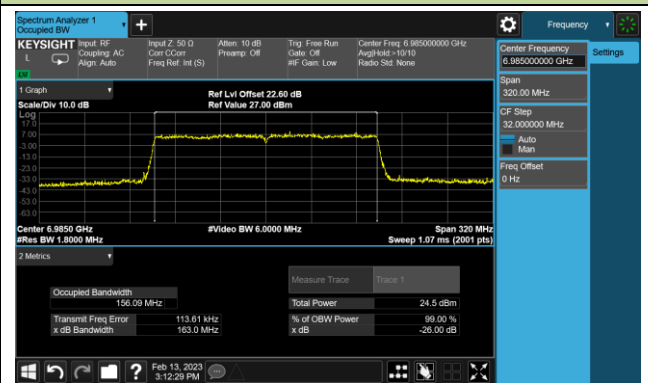 Spectrum Analyzer 1
Occupied BW
Frequency
KEYSIGHT
Input: RF
Coupling: AC
Align: Auto
Input Z: 50 Ω
Corr CCorr
Freq Ref: Int (S)
Atten: 10 dB
Preamp: Off
Trig: Free Run
Gate: Off
#IF Gain: Low
Center Freq: 6.985000000 GHz
Avg|Hold:>10/10
Radio Std: None
L
Center Frequency
6.985000000 GHz
Settings
Span
320.00 MHz
CF Step
32.000000 MHz
Auto
Man
Freq Offset
0 Hz
1 Graph
Scale/Div 10.0 dB
Ref Lvl Offset 22.60 dB
Ref Value 27.00 dBm
Log
17.0
7.00
-3.00
-13.0
-23.0
-33.0
-43.0
-53.0
-63.0
Center 6.9850 GHz
#Video BW 6.0000 MHz
Span 320 MHz
#Res BW 1.8000 MHz
Sweep 1.07 ms (2001 pts)
2 Metrics
Measure Trace
Trace 1
Occupied Bandwidth
156.09 MHz
Total Power
24.5 dBm
Transmit Freq Error
113.61 kHz
% of OBW Power
99.00 %
x dB Bandwidth
163.0 MHz
x dB
-26.00 dB
Feb 13, 2023
3:12:29 PM